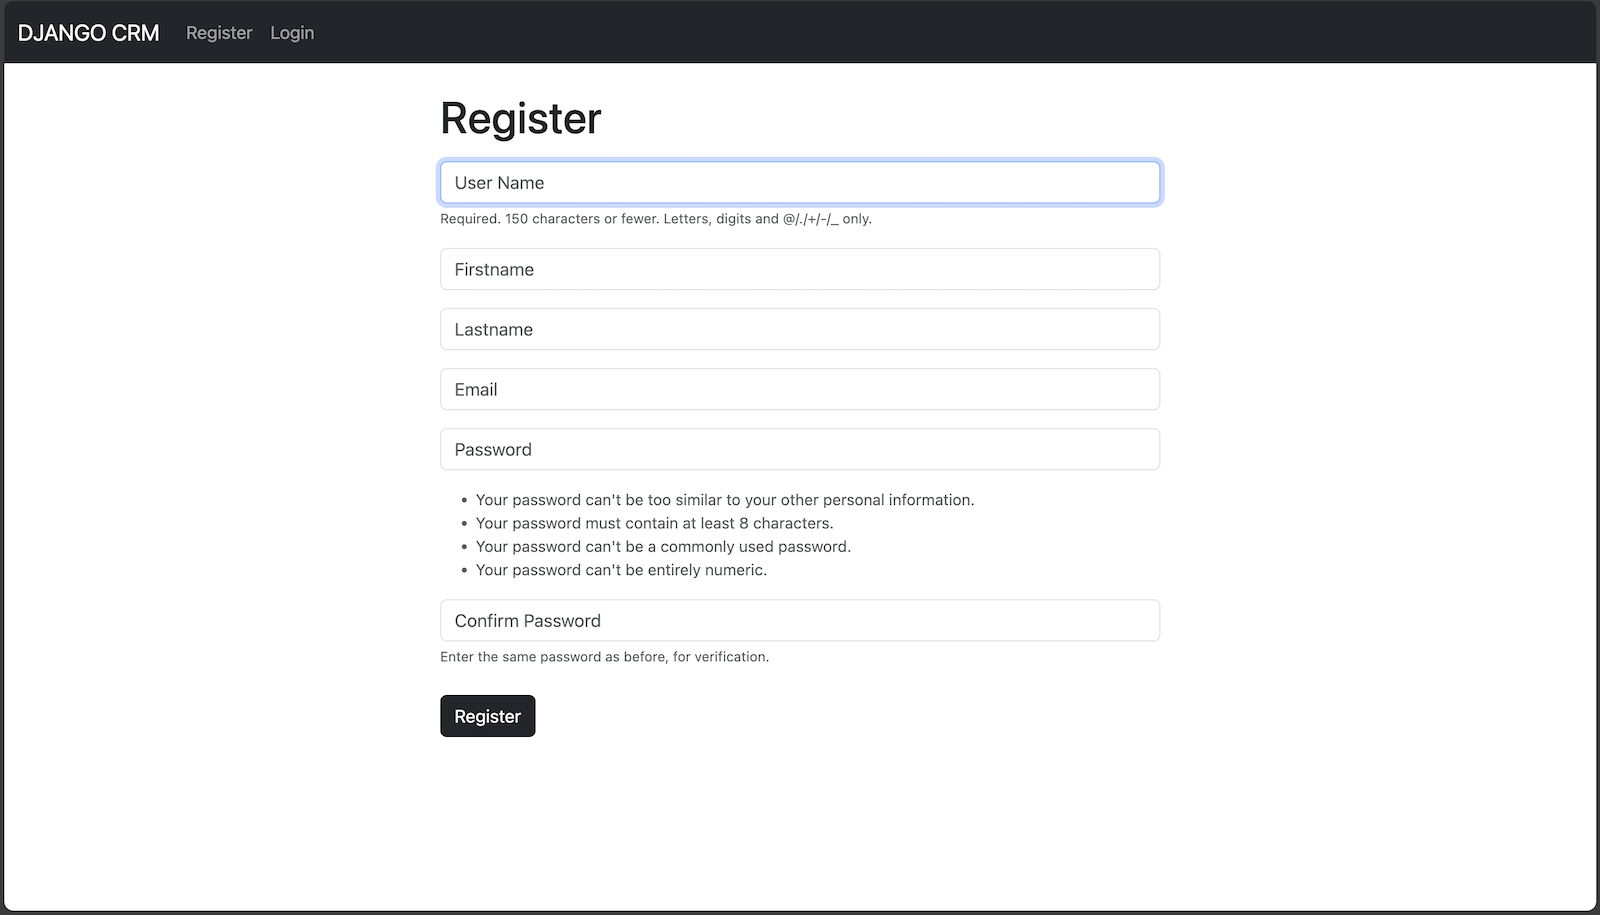 DJANGO CRM Register Login
Register
User Name
Required. 150 characters or fewer. Letters, digits and @/./+/-/_ only.
Firstname
Lastname
Email
Password
• Your password can't be too similar to your other personal information.
• Your password must contain at least 8 characters.
• Your password can't be a commonly used password.
• Your password can't be entirely numeric.
Confirm Password
Enter the same password as before, for verification.
Register